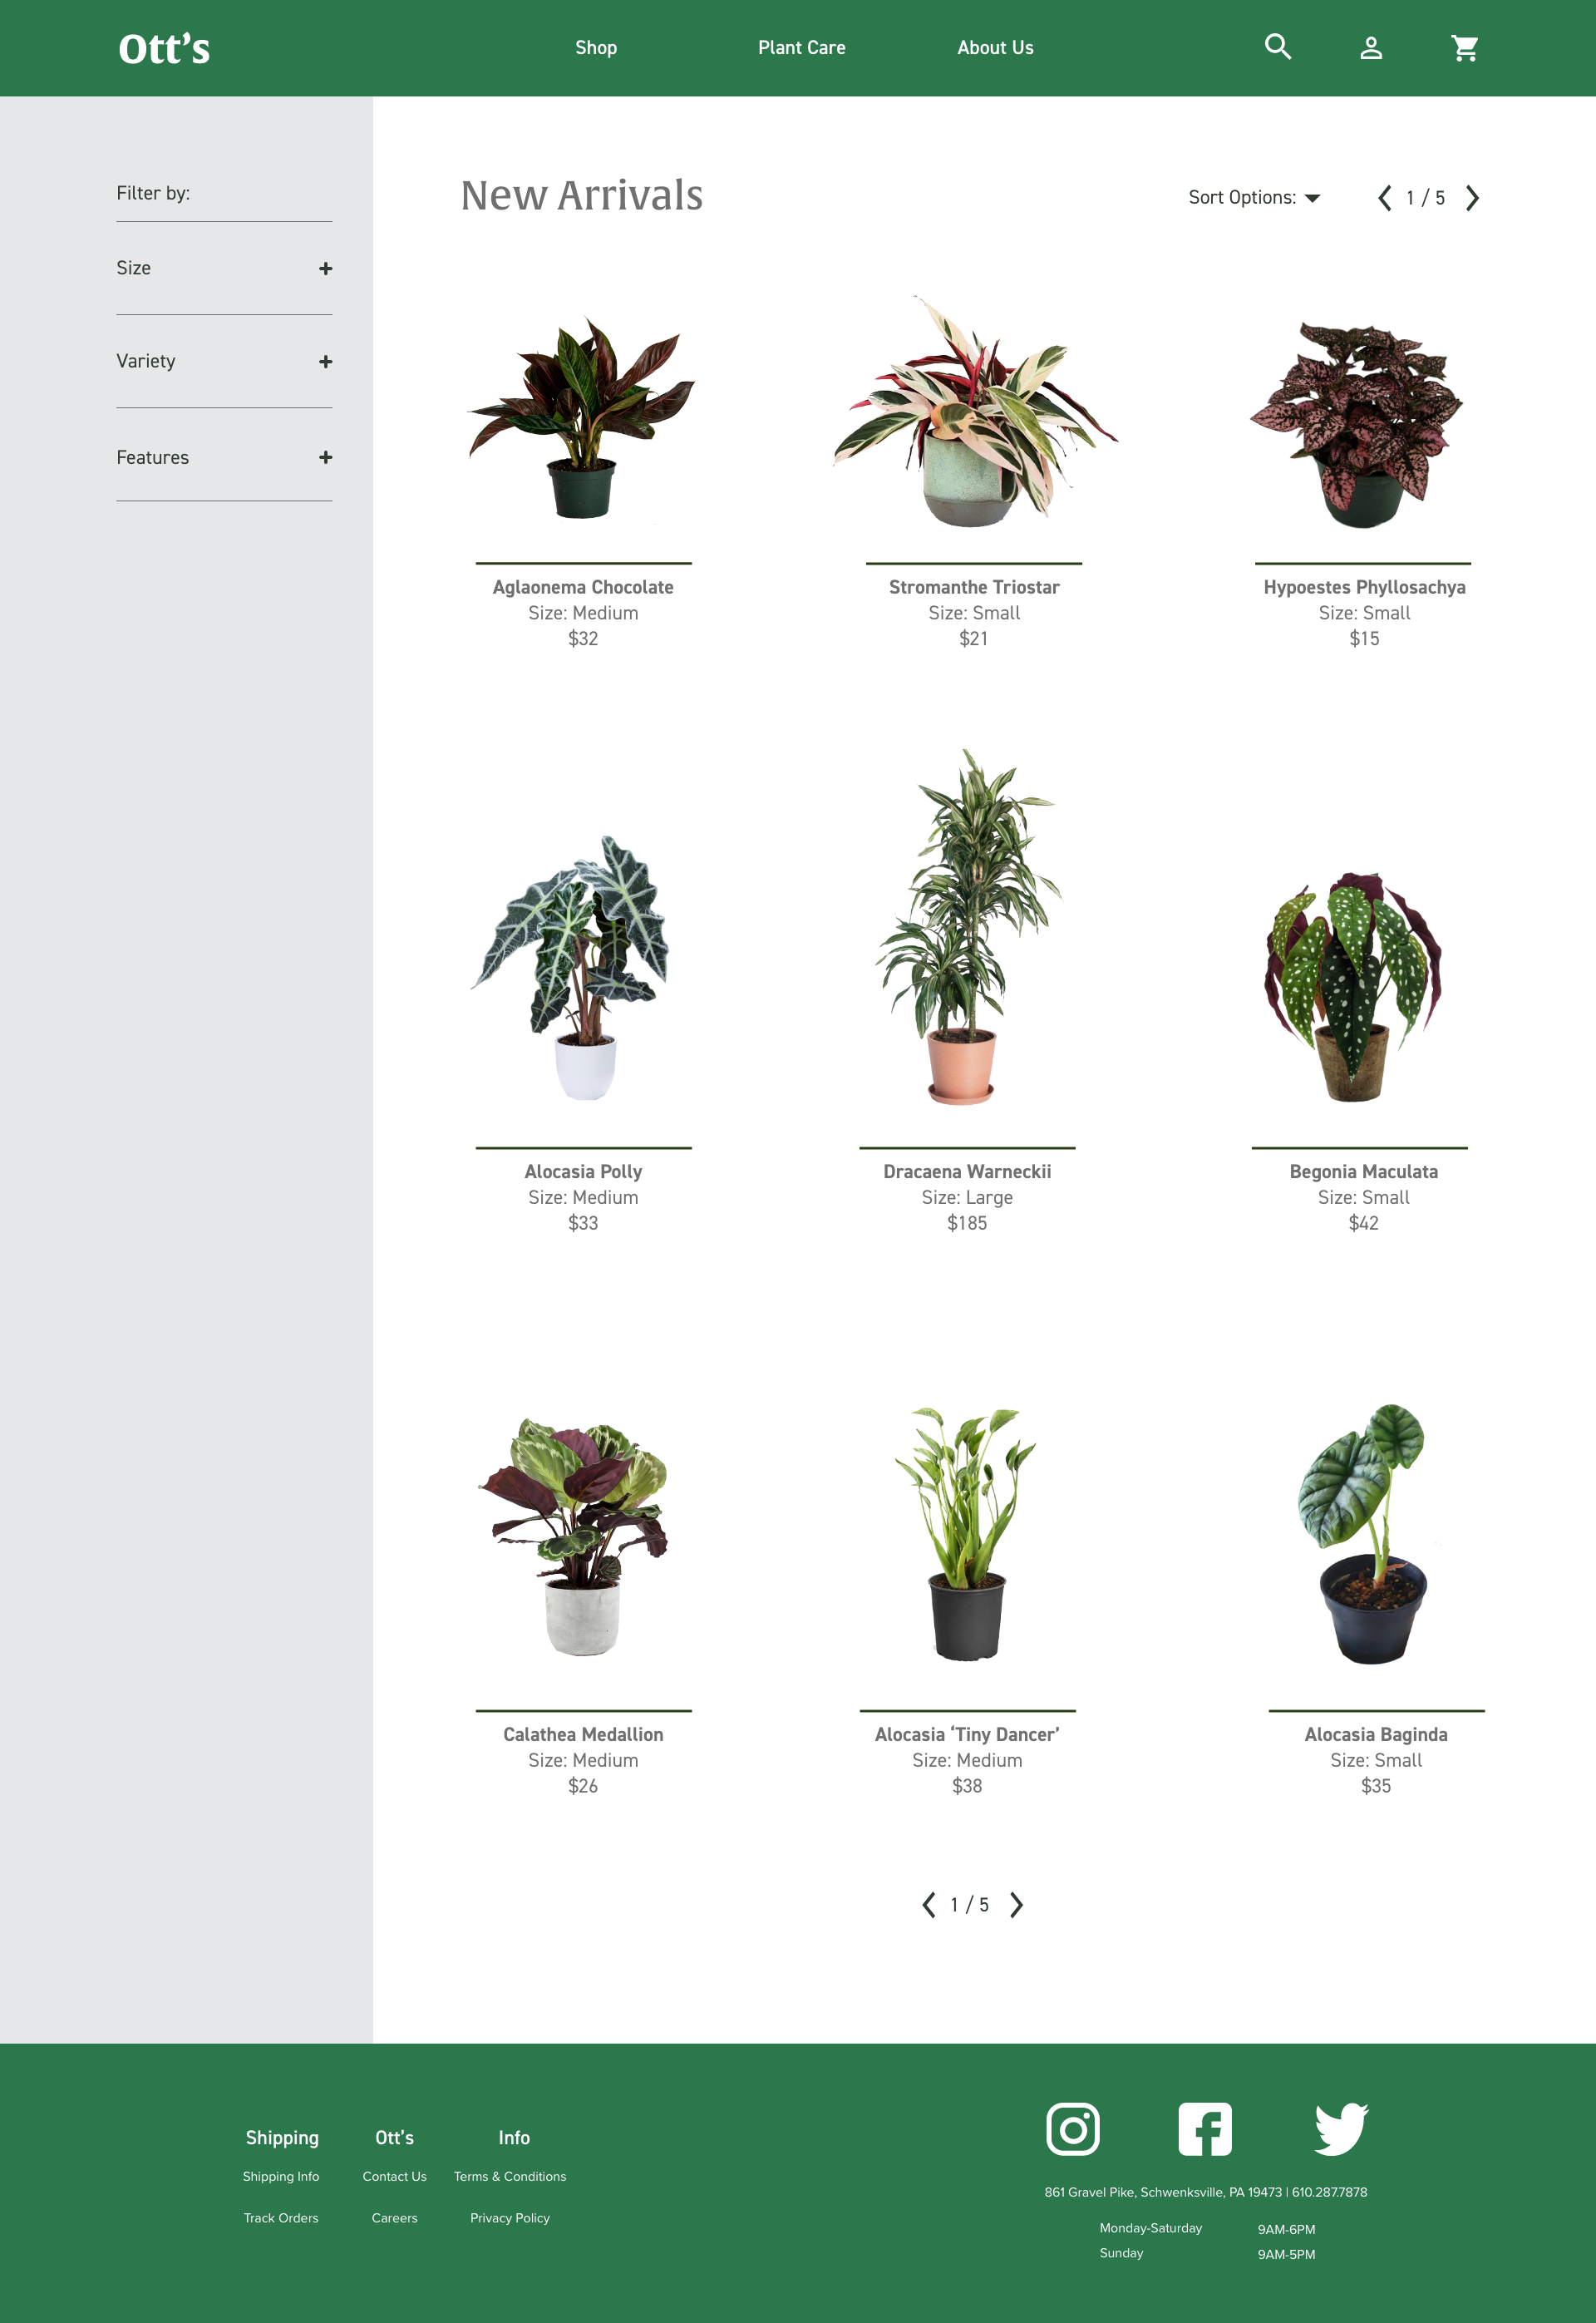 Ott's
Shop
Plant Care
About Us
Filter by:
Size
Variety
Features
New Arrivals
Sort Options:
1 / 5
Aglaonema Chocolate
Size: Medium
$32
Stromanthe Triostar
Size: Small
$21
Hypoestes Phyllosachya
Size: Small
$15
Alocasia Polly
Size: Medium
$33
Dracaena Warneckii
Size: Large
$185
Begonia Maculata
Size: Small
$42
Calathea Medallion
Size: Medium
$26
Alocasia ‘Tiny Dancer’
Size: Medium
$38
Alocasia Baginda
Size: Small
$35
1 / 5
Shipping
Shipping Info
Track Orders
Ott's
Contact Us
Careers
Info
Terms & Conditions
Privacy Policy
861 Gravel Pike, Schwenksville, PA 19473 | 610.287.7878
Monday-Saturday 9AM-6PM
Sunday 9AM-5PM